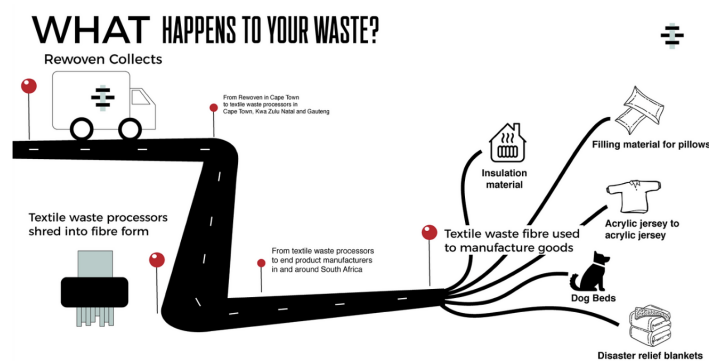 WHAT HAPPENS TO YOUR WASTE?
Rewoven Collects
From Rewoven in Cape Town
to textile waste processors in
Cape Town, Kwa Zulu Natal and Gauteng
Textile waste processors
shred into fibre form
From textile waste processors
to end product manufacturers
in and around South Africa
Textile waste fibre used
to manufacture goods
Insulation
material
Filling material for pillows
Acrylic jersey to
acrylic jersey
Dog Beds
Disaster relief blankets